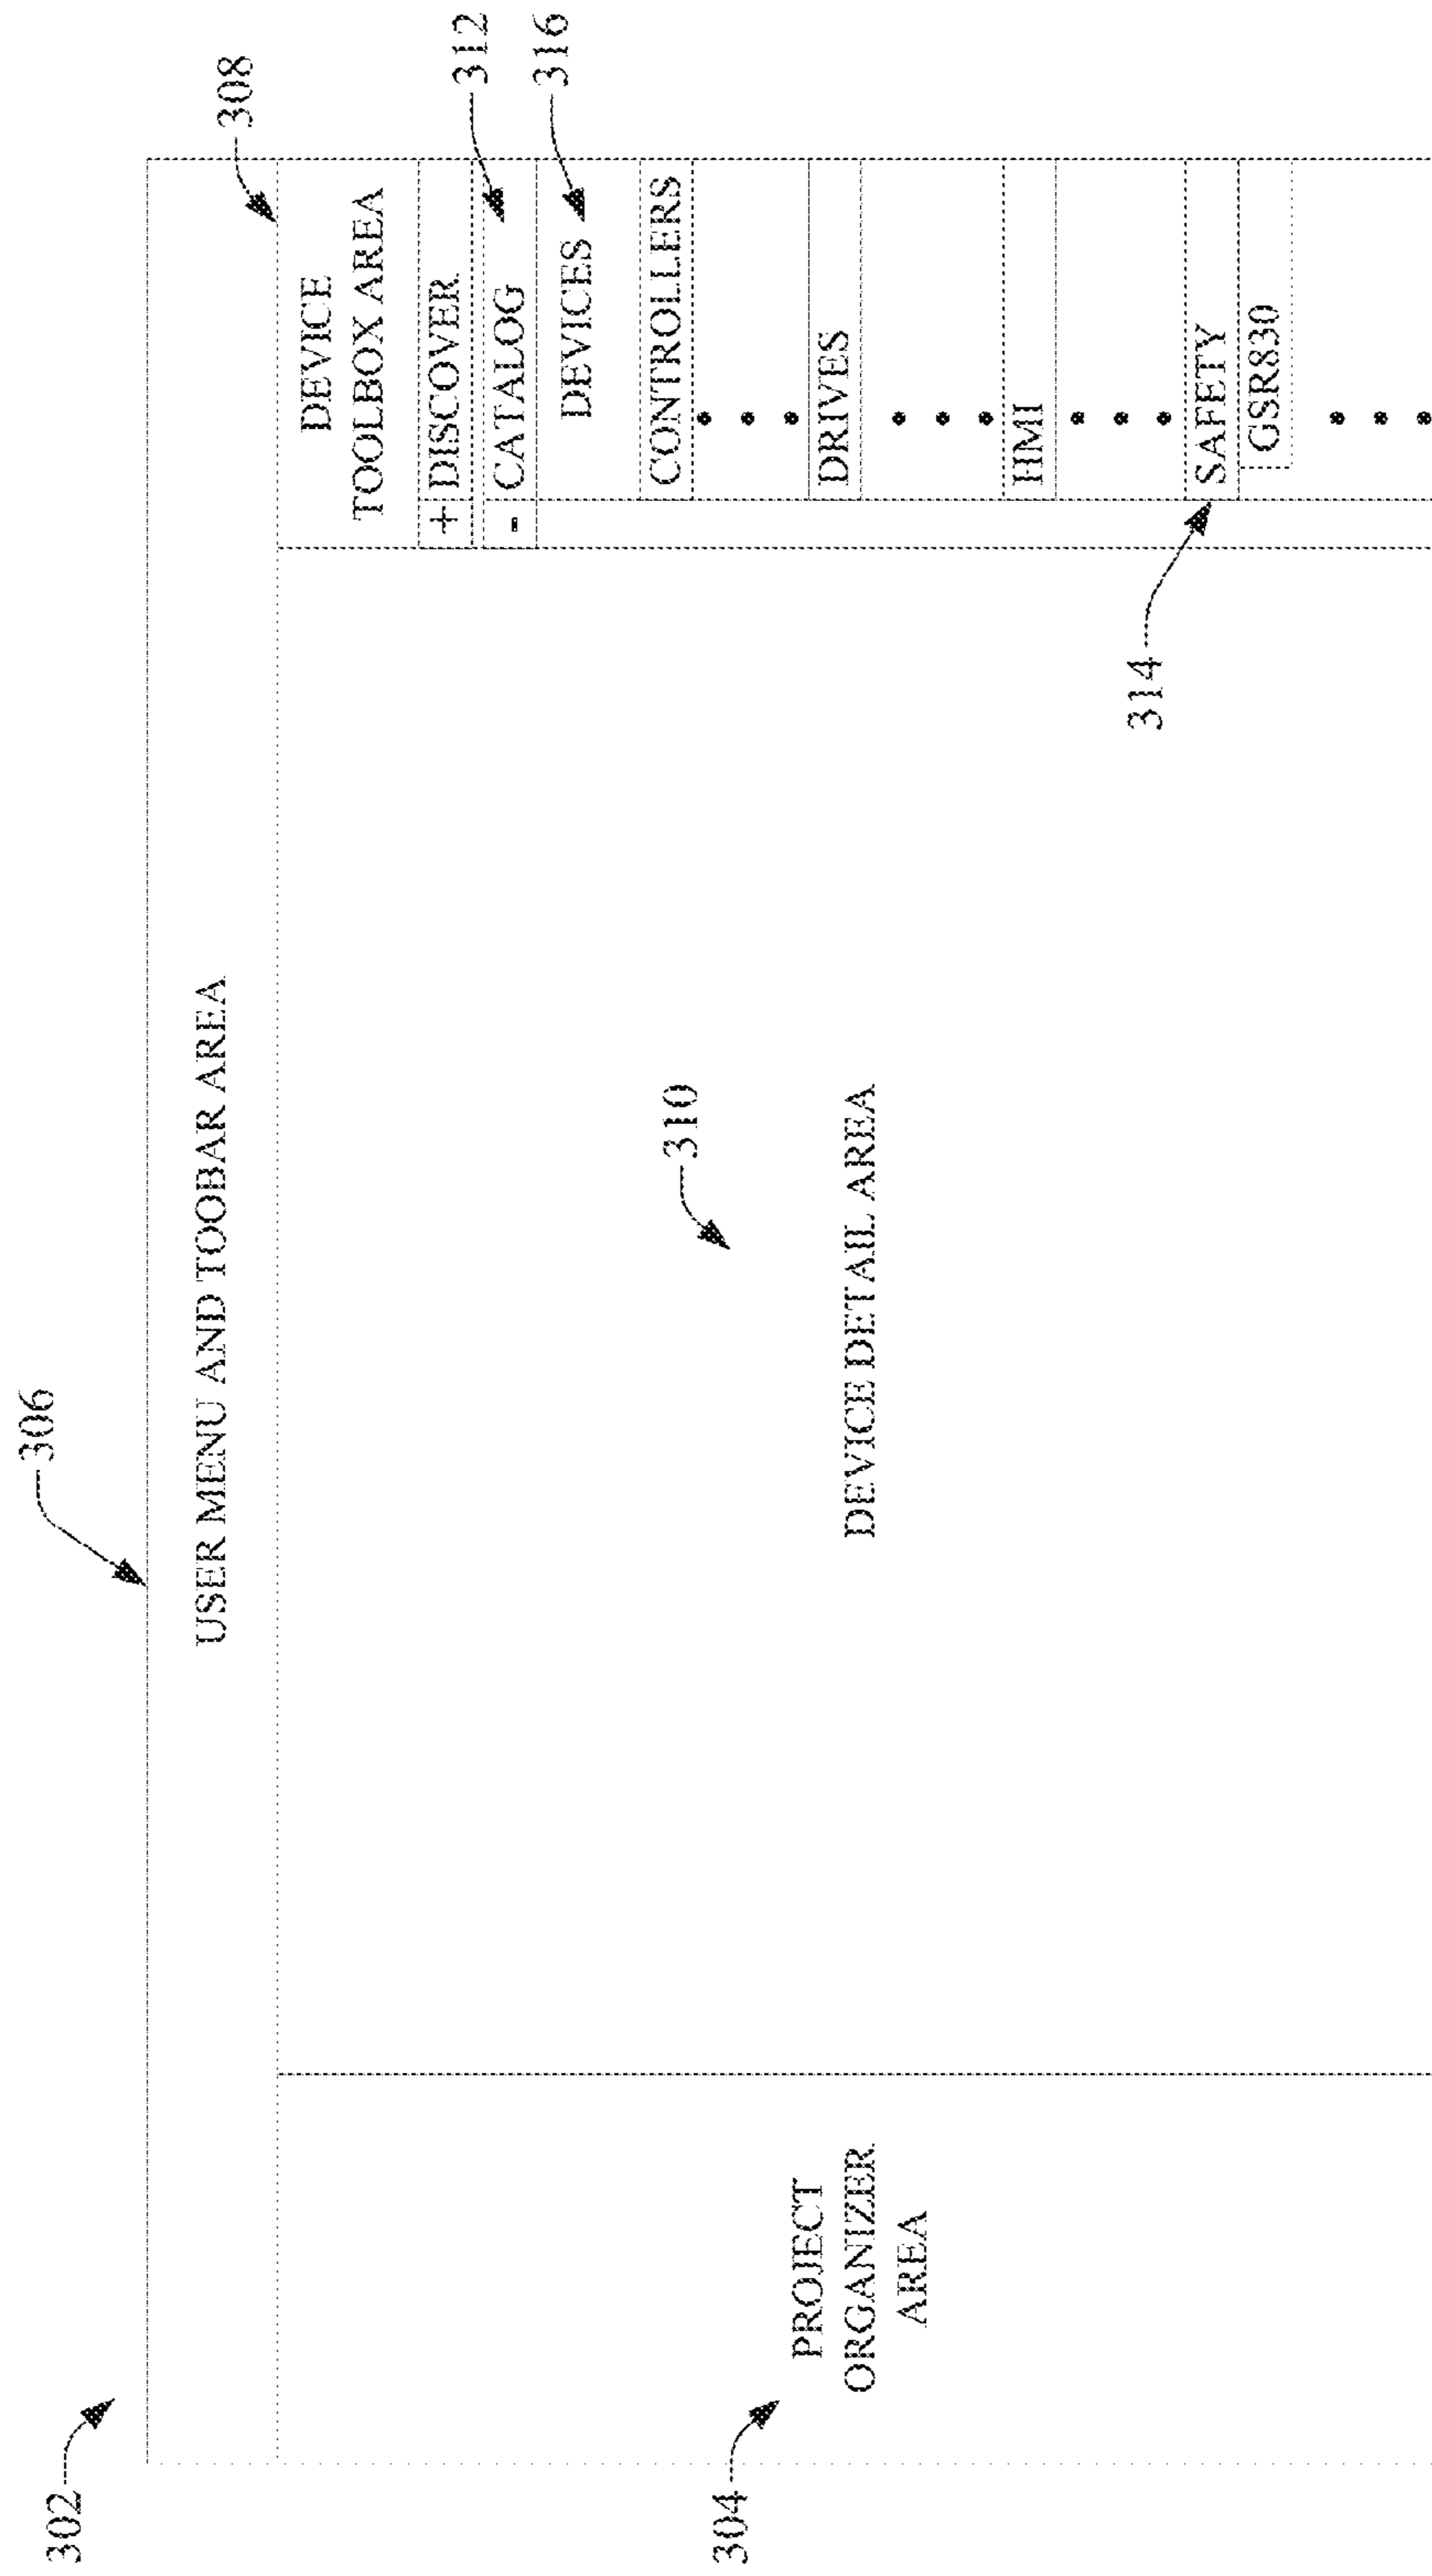 302
306
308
USER MENU AND TOOBAR AREA
304
PROJECT
ORGANIZER
AREA
310
DEVICE DETAIL AREA
DEVICE
TOOLBOX AREA
+ DISCOVER
- CATALOG
312
DEVICES
316
CONTROLLERS
DRIVES
HMI
314
SAFETY
GSR830